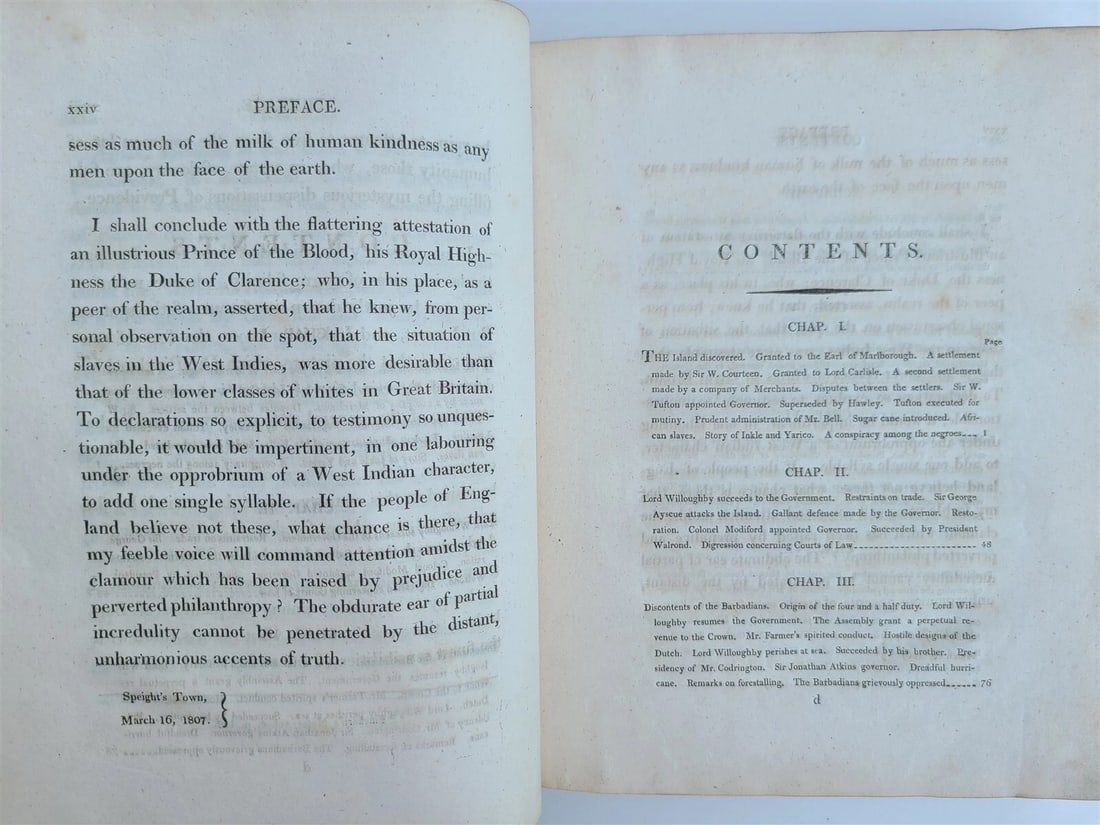 xxiv
PREFACE.
sess as much of the milk of human kindness as any
men upon the face of the earth.
I shall conclude with the flattering attestation of
an illustrious Prince of the Blood, his Royal High-
ness the Duke of Clarence; who, in his place, as a
peer of the realm, asserted, that he knew, from per-
sonal observation on the spot, that the situation of
slaves in the West Indies, was more desirable than
that of the lower classes of whites in Great Britain.
To declarations so explicit, to testimony so unques-
tionable, it would be impertinent, in one labouring
under the opprobrium of a West Indian character,
to add one single syllable. If the people of Eng-
land believe not these, what chance is there, that
my feeble voice will command attention amidst the
clamour which has been raised by prejudice and
perverted philanthropy? The obdurate ear of partial
incredulity cannot be penetrated by the distant,
unharmonious accents of truth.
Speight's Town,
March 16, 1807.
CONTENTS.
CHAP. I.
Page
THE Island discovered. Granted to the Earl of Marlborough. A settlement
made by Sir W. Courteen. Granted to Lord Carlisle. A second settlement
made by a company of Merchants. Disputes between the settlers. Sir W.
Tufton appointed Governor. Superseded by Hawley. Tufton executed for
mutiny. Prudent administration of Mr. Bell. Sugar cane introduced. Afri-
can slaves. Story of Inkle and Yarico. A conspiracy among the negroes.... 1
CHAP. II.
Lord Willoughby succeeds to the Government. Restraints on trade. Sir George
Ayscue attacks the Island. Gallant defence made by the Governor. Resto-
ration. Colonel Modiford appointed Governor. Succeeded by President
Walrond. Digression concerning Courts of Law.......................... 48
CHAP. III.
Discontents of the Barbadians. Origin of the four and a half duty. Lord Wil-
loughby resumes the Government. The Assembly grant a perpetual re-
venue to the Crown. Mr. Farmer's spirited conduct. Hostile designs of the
Dutch. Lord Willoughby perishes at sea. Succeeded by his brother. Pre-
sidency of Mr. Codrington. Sir Jonathan Atkins governor. Dreadful hurri-
cane. Remarks on forestalling. The Barbadians grievously oppressed...... 76
d